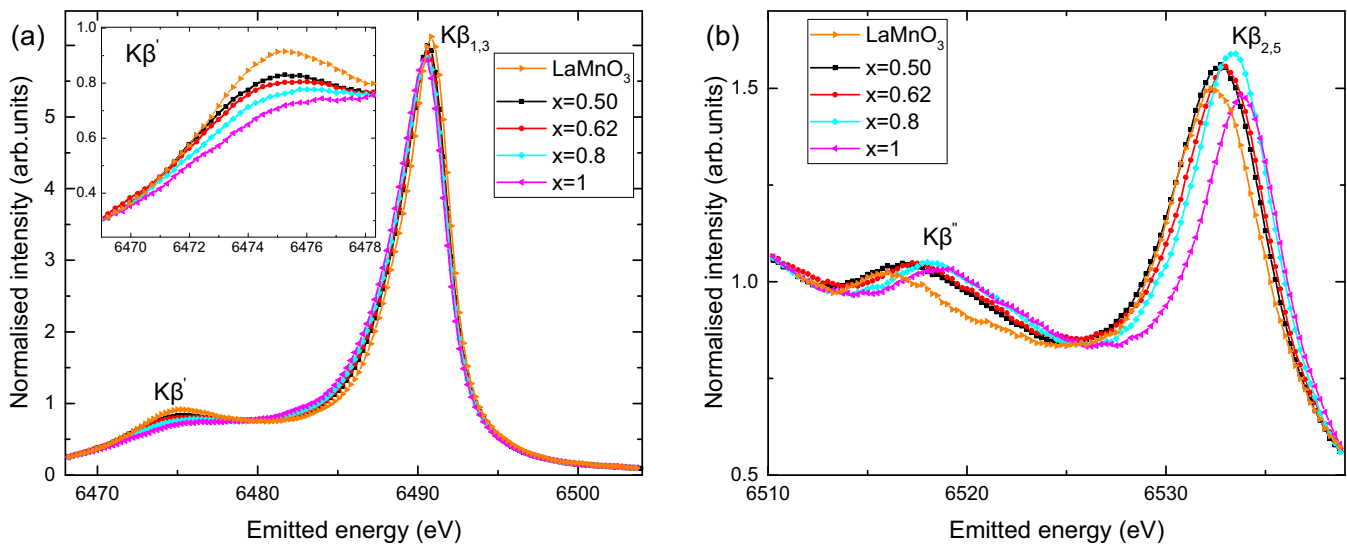 (a)
Kβ'
Kβ1,3
LaMnO3
x=0.50
x=0.62
x=0.8
x=1
1.0
0.8
0.6
0.4
6470 6472 6474 6476 6478
Kβ'
Normalised intensity (arb.units)
5
4
3
2
1
0
6470 6480 6490 6500
Emitted energy (eV)
(b)
LaMnO3
x=0.50
x=0.62
x=0.8
x=1
Kβ2,5
Kβ"
Normalised intensity (arb.units)
1.5
1.0
0.5
6510 6520 6530
Emitted energy (eV)